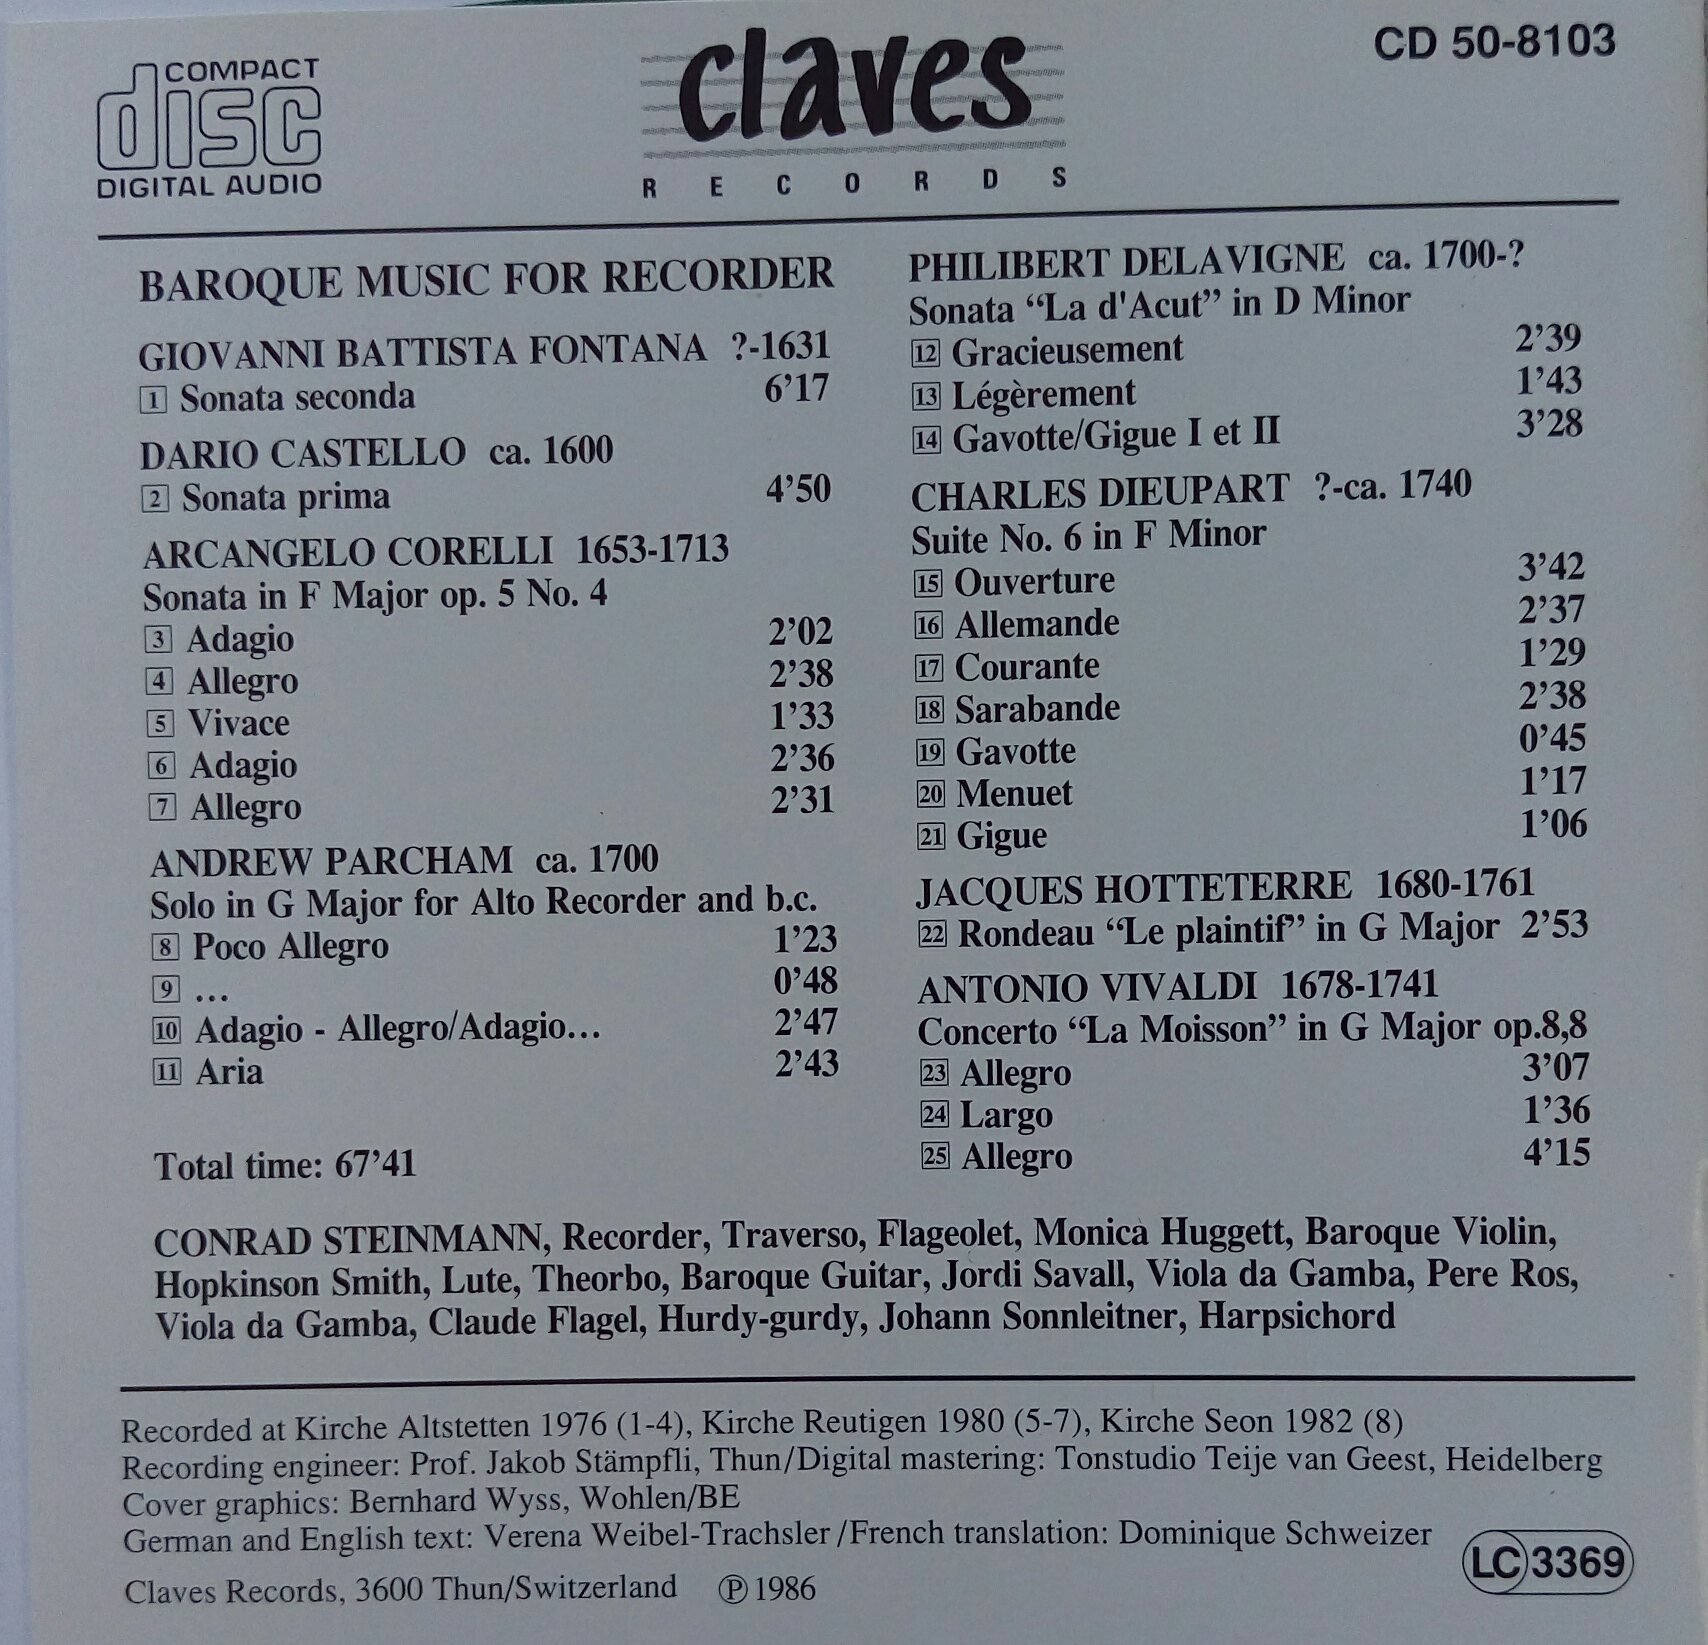 COMPACT
disc
DIGITAL AUDIO
claves
RECORDS
CD 50-8103
BAROQUE MUSIC FOR RECORDER
GIOVANNI BATTISTA FONTANA ?-1631
1 Sonata seconda 6’17
DARIO CASTELLO ca. 1600
2 Sonata prima 4’50
ARCANGELO CORELLI 1653-1713
Sonata in F Major op. 5 No. 4
3 Adagio 2’02
4 Allegro 2’38
5 Vivace 1’33
6 Adagio 2’36
7 Allegro 2’31
ANDREW PARCHAM ca. 1700
Solo in G Major for Alto Recorder and b.c.
8 Poco Allegro 1’23
9 ... 0’48
10 Adagio - Allegro/Adagio... 2’47
11 Aria 2’43
Total time: 67’41
PHILIBERT DELAVIGNE ca. 1700-?
Sonata “La d'Acut” in D Minor
12 Gracieusement 2’39
13 Légèrement 1’43
14 Gavotte/Gigue I et II 3’28
CHARLES DIEUPART ?-ca. 1740
Suite No. 6 in F Minor
15 Ouverture 3’42
16 Allemande 2’37
17 Courante 1’29
18 Sarabande 2’38
19 Gavotte 0’45
20 Menuet 1’17
21 Gigue 1’06
JACQUES HOTTETERRE 1680-1761
22 Rondeau “Le plaintif” in G Major 2’53
ANTONIO VIVALDI 1678-1741
Concerto “La Moisson” in G Major op.8,8
23 Allegro 3’07
24 Largo 1’36
25 Allegro 4’15
CONRAD STEINMANN, Recorder, Traverso, Flageolet, Monica Huggett, Baroque Violin,
Hopkinson Smith, Lute, Theorbo, Baroque Guitar, Jordi Savall, Viola da Gamba, Pere Ros,
Viola da Gamba, Claude Flagel, Hurdy-gurdy, Johann Sonnleitner, Harpsichord
Recorded at Kirche Altstetten 1976 (1-4), Kirche Reutigen 1980 (5-7), Kirche Seon 1982 (8)
Recording engineer: Prof. Jakob Stämpfli, Thun/Digital mastering: Tonstudio Teije van Geest, Heidelberg
Cover graphics: Bernhard Wyss, Wohlen/BE
German and English text: Verena Weibel-Trachsler/French translation: Dominique Schweizer
Claves Records, 3600 Thun/Switzerland ℗ 1986
LC 3369